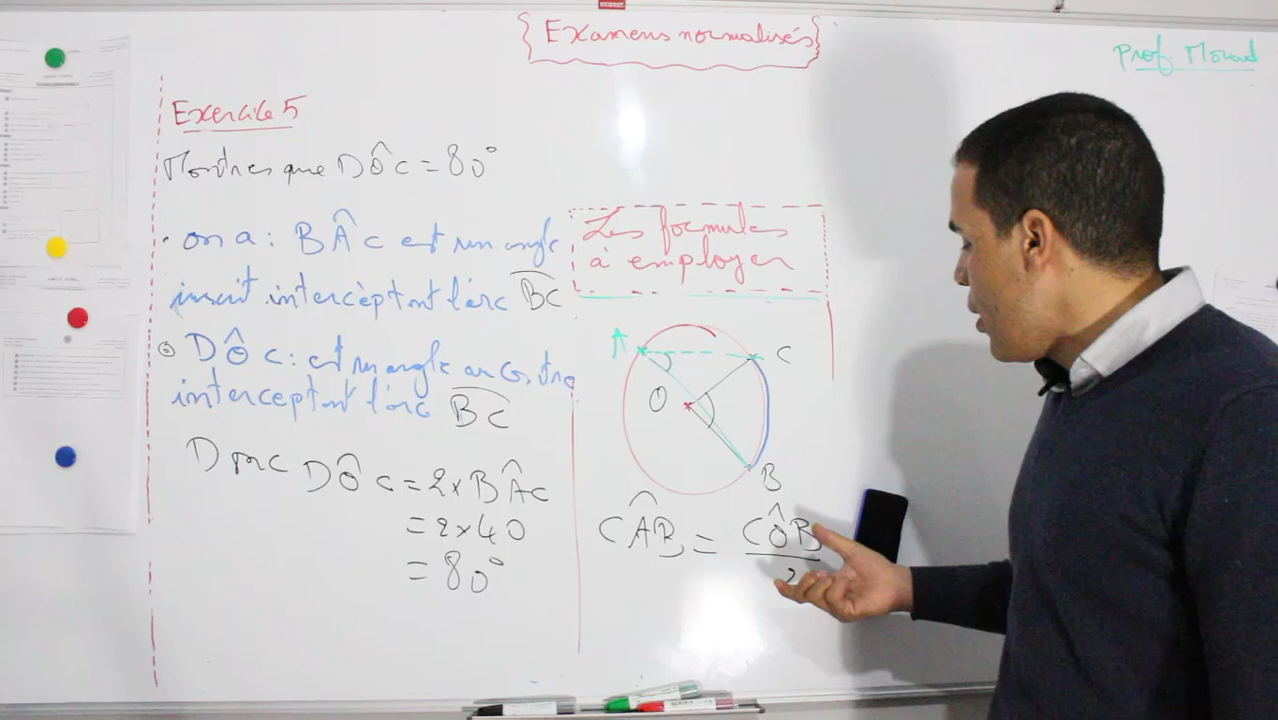 Examens normalisés
Prof. Morad
Exercice 5
Montres que DÔC = 80°
. on a : BÂC est un angle
inscrit interceptant l'arc BC
DÔC : est un angle au centre
interceptant l'arc BC
Donc DÔC = 2×BÂC
= 2×40
= 80°
Les formules
à employer
A
C
O
B
CÂB = CÔB
2